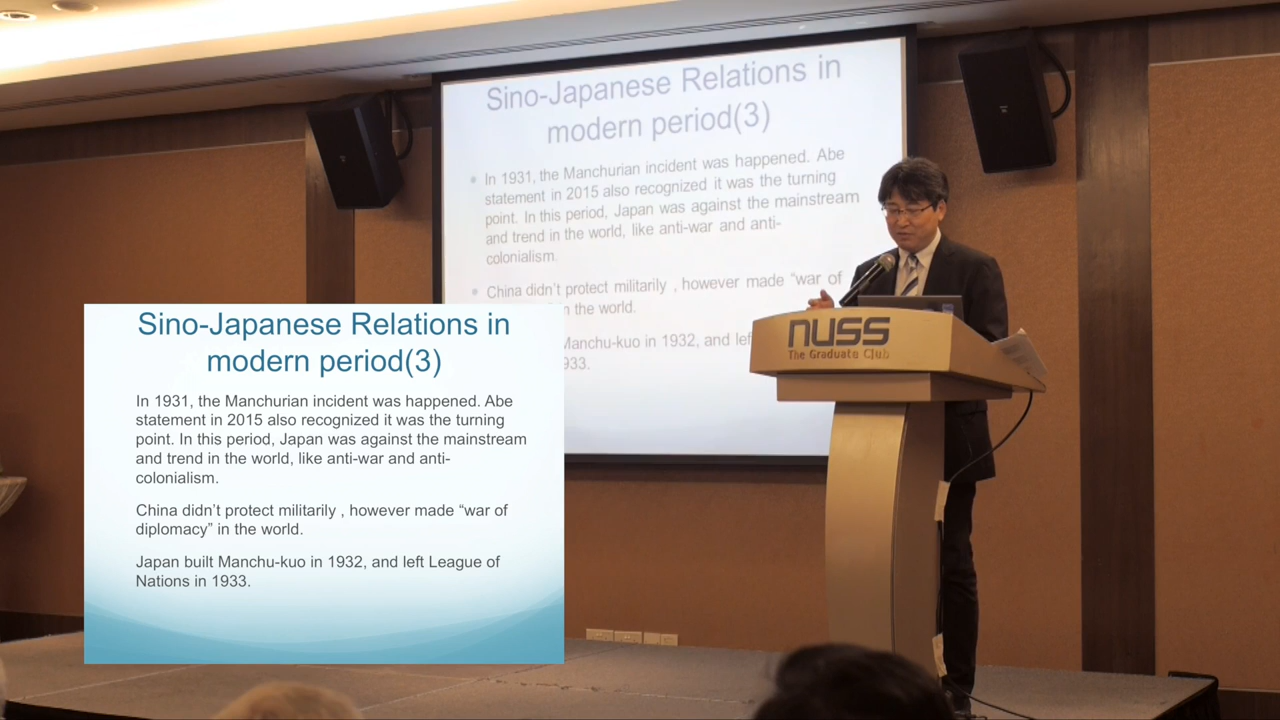 Sino-Japanese Relations in
modern period(3)
In 1931, the Manchurian incident was happened. Abe
statement in 2015 also recognized it was the turning
point. In this period, Japan was against the mainstream
and trend in the world, like anti-war and anti-
colonialism.
China didn't protect militarily , however made "war of
n the world.
Manchu-kuo in 1932, and lef
933.
nuss
The Graduate Club
Sino-Japanese Relations in
modern period(3)
In 1931, the Manchurian incident was happened. Abe
statement in 2015 also recognized it was the turning
point. In this period, Japan was against the mainstream
and trend in the world, like anti-war and anti-
colonialism.
China didn't protect militarily , however made "war of
diplomacy" in the world.
Japan built Manchu-kuo in 1932, and left League of
Nations in 1933.